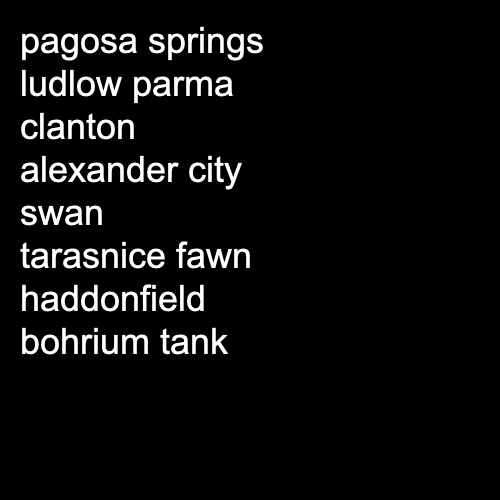 pagosa springs
ludlow parma
clanton
alexander city
swan
tarasnice fawn
haddonfield
bohrium tank